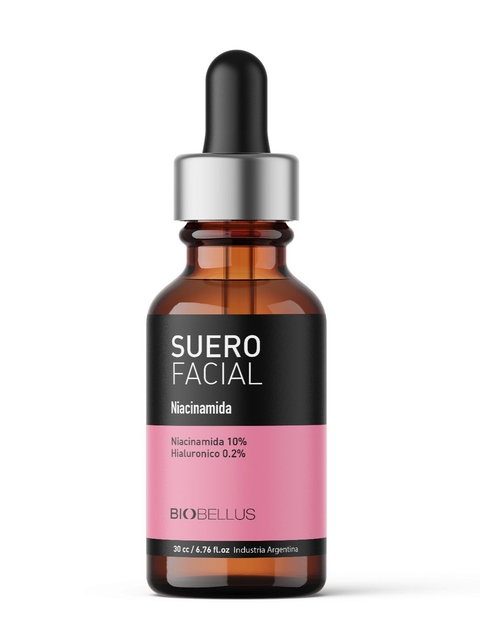 SUERO
FACIAL
Niacinamida
Niacinamida 10%
Hialuronico 0.2%
BIOBELLUS
30 cc / 6.76 fl.oz Industria Argentina